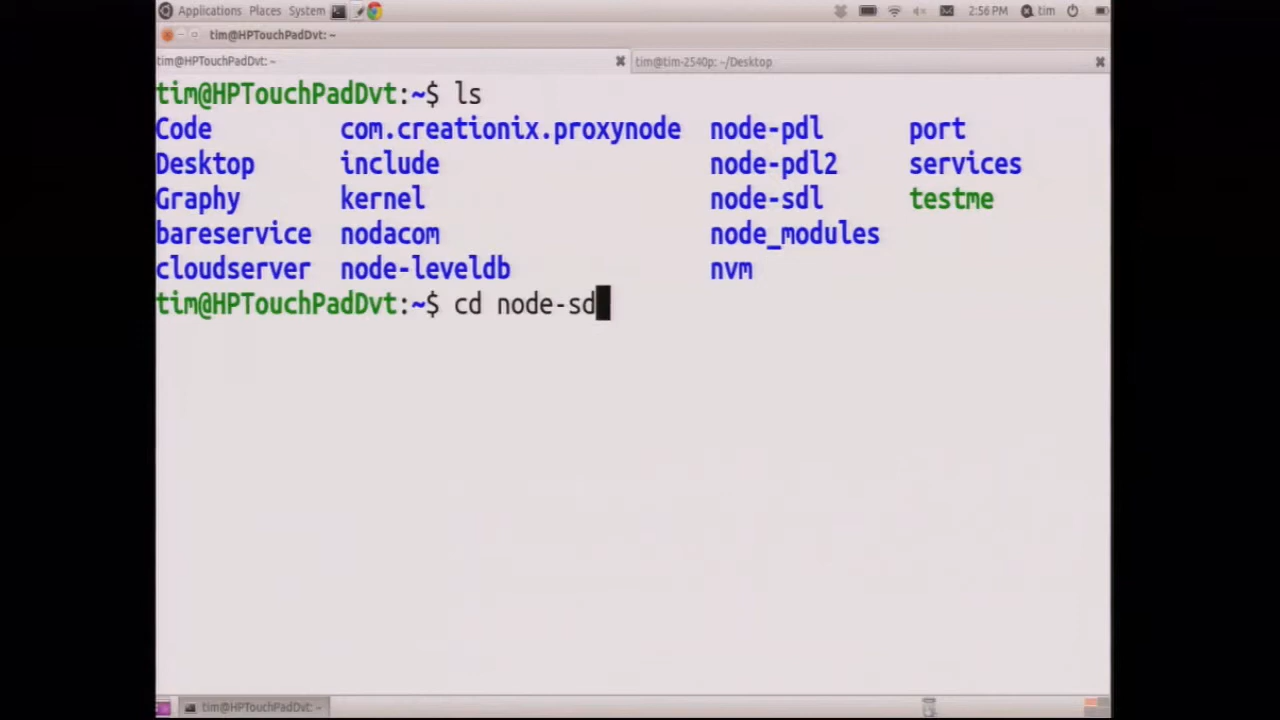 Applications Places System 2:56 PM tim
tim@HPTouchPadDvt: ~
tim@HPTouchPadDvt: ~ tim@tim-2540p: ~/Desktop
tim@HPTouchPadDvt:~$ ls
Code com.creationix.proxynode node-pdl port
Desktop include node-pdl2 services
Graphy kernel node-sdl testme
bareservice nodacom node_modules
cloudserver node-leveldb nvm
tim@HPTouchPadDvt:~$ cd node-sd
tim@HPTouchPadDvt: ~